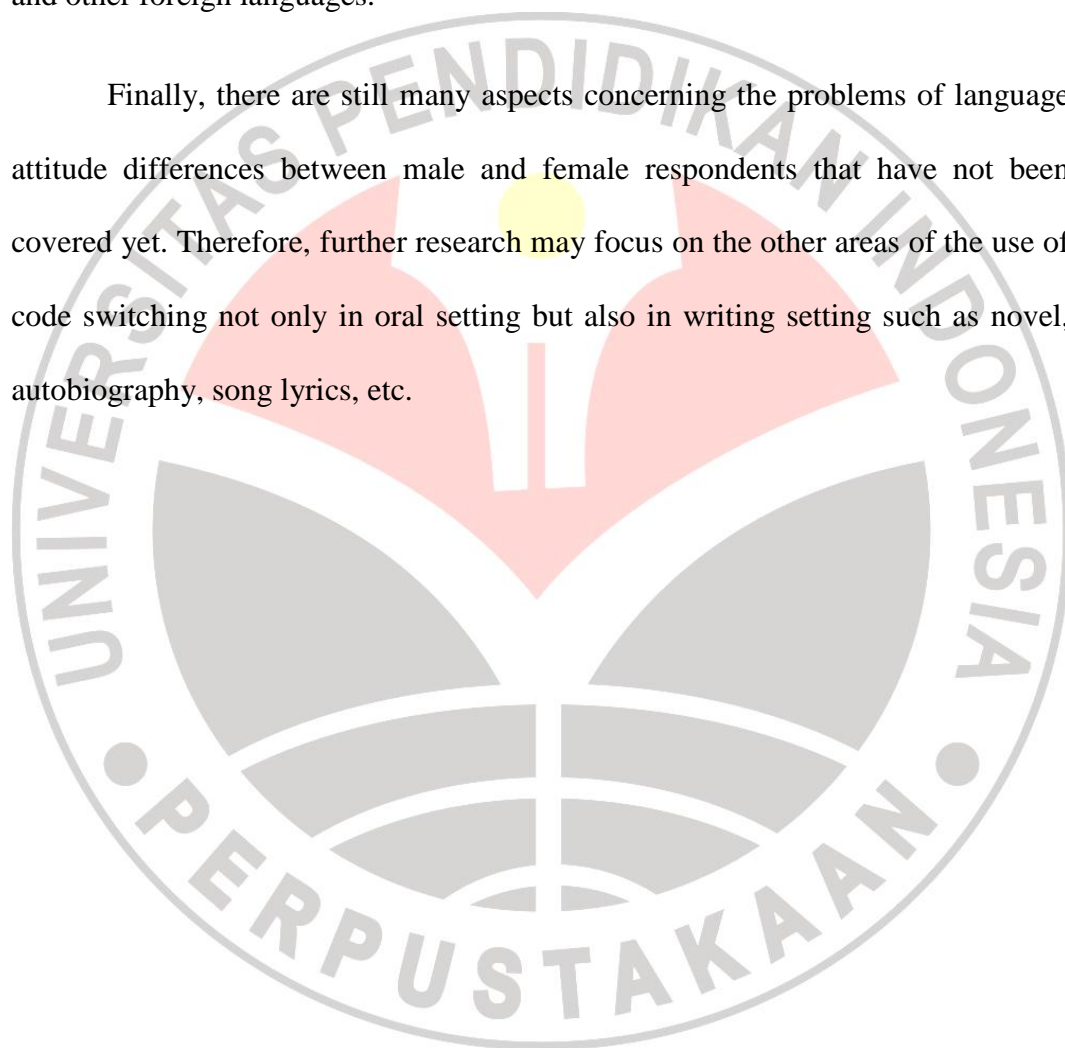 and other foreign languages.
Finally, there are still many aspects concerning the problems of language
attitude differences between male and female respondents that have not been
covered yet. Therefore, further research may focus on the other areas of the use of
code switching not only in oral setting but also in writing setting such as novel,
autobiography, song lyrics, etc.
UNIVERSITAS PENDIDIKAN INDONESIA
PERPUSTAKAAN